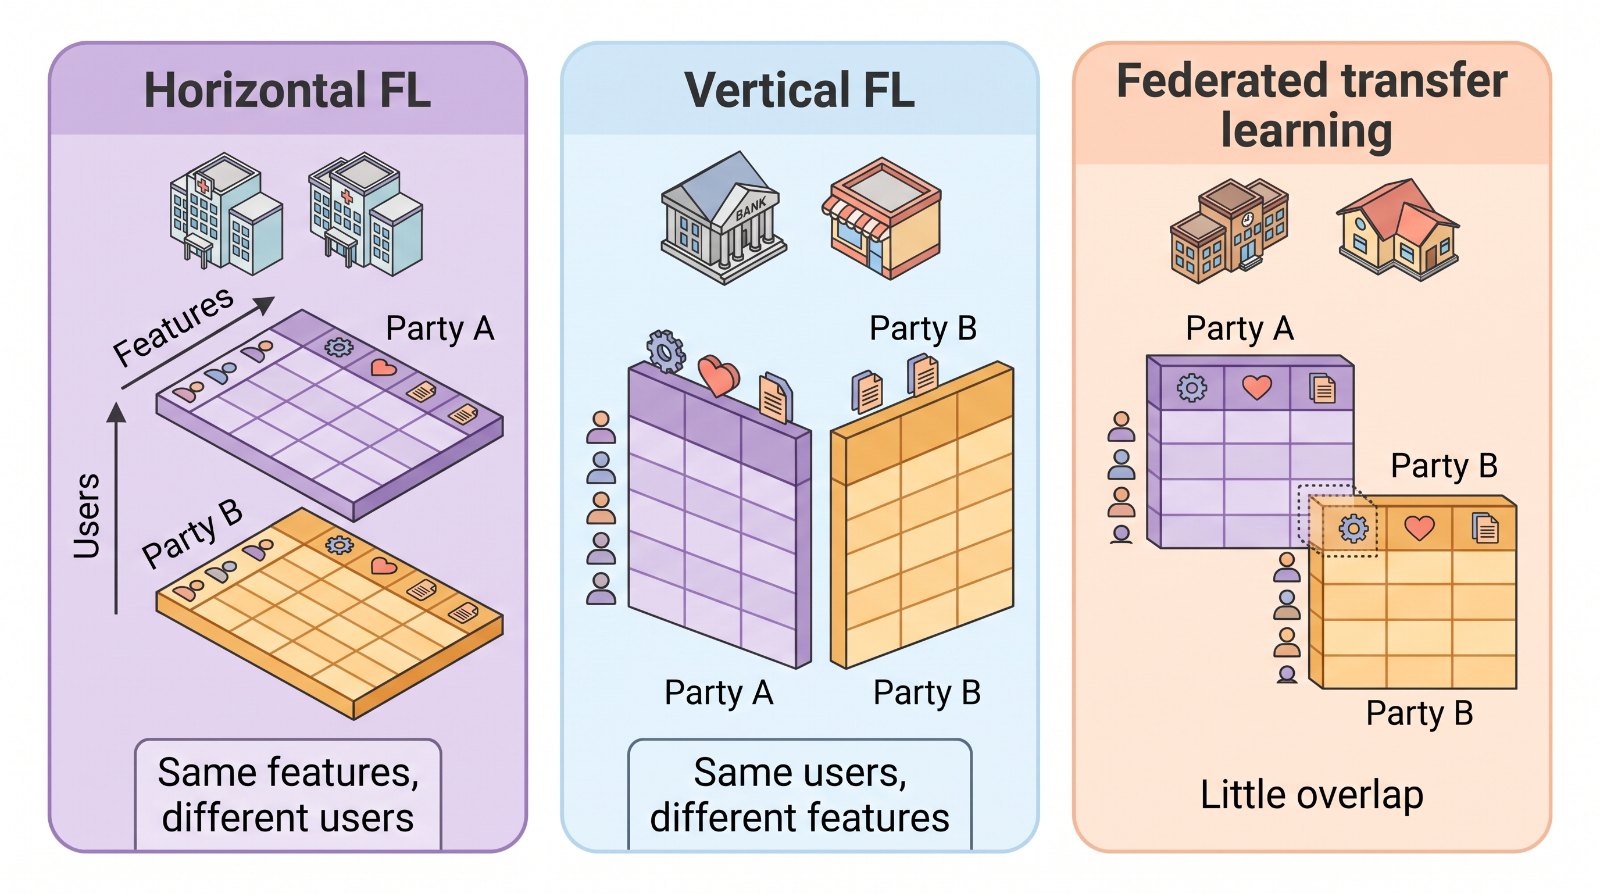 Horizontal FL
Features
Party A
Users
Party B
Same features,
different users
Vertical FL
BANK
Party B
Party A
Party B
Same users,
different features
Federated transfer
learning
Party A
Party B
Party B
Little overlap